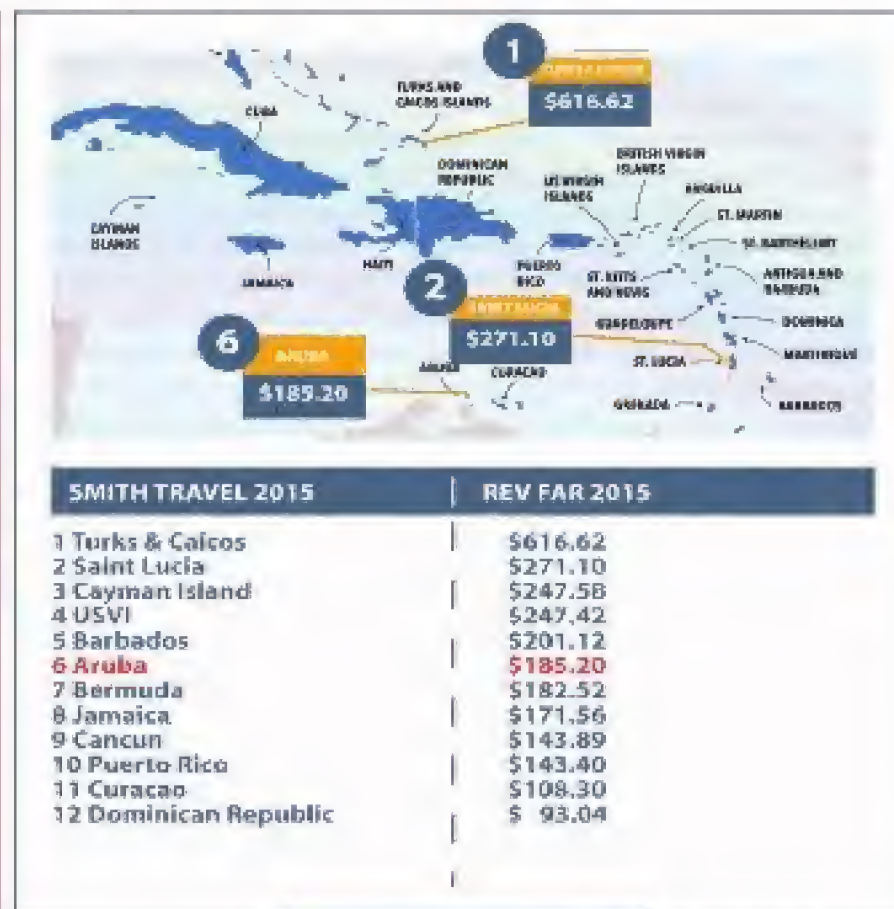 1
$616.62
TURKS AND
CAICOS ISLANDS
CUBA
DOMINICAN
REPUBLIC
BRITISH VIRGIN
ISLANDS
US VIRGIN
ISLANDS
ANGUILLA
ST. MARTIN
ST. BARTHÉLEMY
CAYMAN
ISLANDS
JAMAICA
HAITI
PUERTO
RICO
ST. KITTS
AND NEVIS
ANTIGUA AND
BARBUDA
2
SAINT LUCIA
$271.10
GUADELOUPE
DOMINICA
MARTINIQUE
ST. LUCIA
6
ARUBA
$185.20
ARUBA
CURACAO
GRENADA
BARBADOS
SMITH TRAVEL 2015 | REV FAR 2015
1 Turks & Caicos $616.62
2 Saint Lucia $271.10
3 Cayman Island $247.58
4 USVI $247.42
5 Barbados $201.12
6 Aruba $185.20
7 Bermuda $182.52
8 Jamaica $171.56
9 Cancun $143.89
10 Puerto Rico $143.40
11 Curacao $108.30
12 Dominican Republic $ 93.04